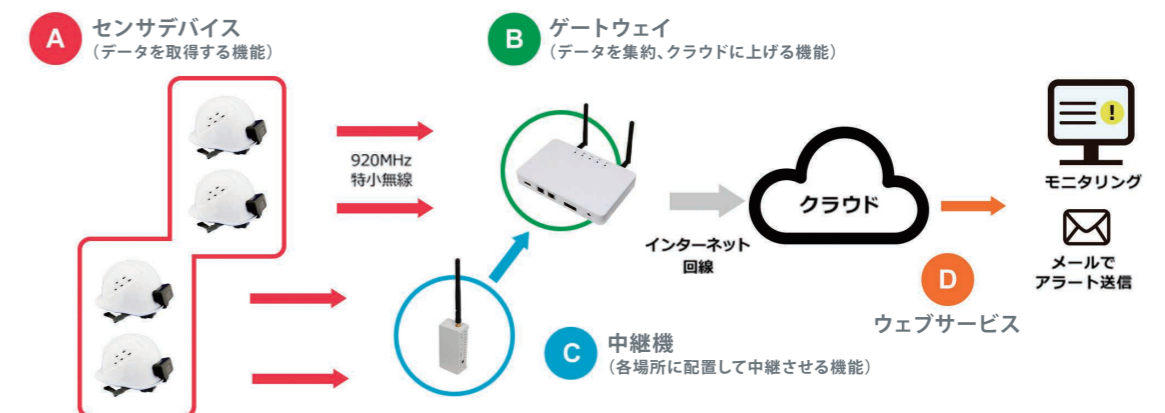 A
センサデバイス
（データを取得する機能）
B
ゲートウェイ
（データを集約、クラウドに上げる機能）
920MHz
特小無線
インターネット
回線
クラウド
!
モニタリング
メールで
アラート送信
C
中継機
（各場所に配置して中継させる機能）
D
ウェブサービス